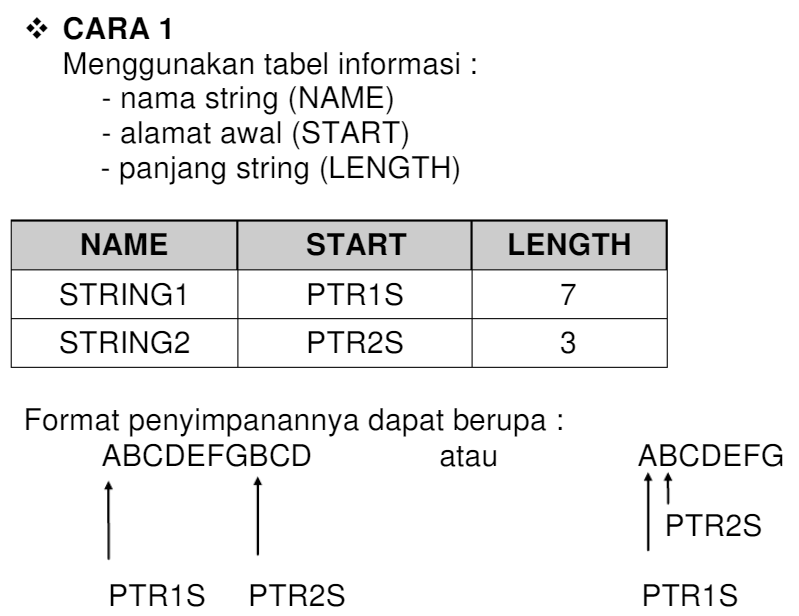 ❖ CARA 1
Menggunakan tabel informasi :
- nama string (NAME)
- alamat awal (START)
- panjang string (LENGTH)
NAME START LENGTH
STRING1 PTR1S 7
STRING2 PTR2S 3
Format penyimpanannya dapat berupa :
ABCDEFGBCD atau ABCDEFG
PTR2S
PTR1S PTR2S PTR1S